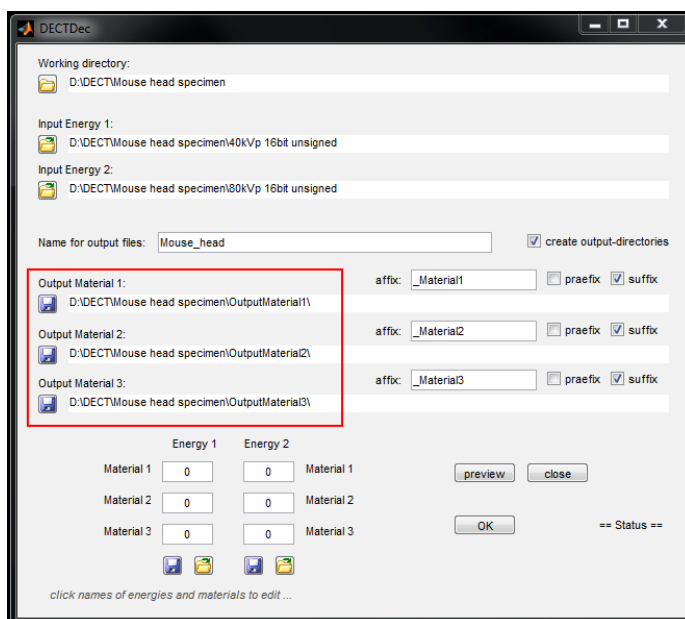 DECTDec
Working directory:
D:\DECT\Mouse head specimen
Input Energy 1:
D:\DECT\Mouse head specimen\40kVp 16bit unsigned
Input Energy 2:
D:\DECT\Mouse head specimen\80kVp 16bit unsigned
Name for output files: Mouse_head create output-directories
Output Material 1: affix: _Material1 praefix suffix
D:\DECT\Mouse head specimen\OutputMaterial1\
Output Material 2: affix: _Material2 praefix suffix
D:\DECT\Mouse head specimen\OutputMaterial2\
Output Material 3: affix: _Material3 praefix suffix
D:\DECT\Mouse head specimen\OutputMaterial3\
Energy 1 Energy 2
Material 1 0 0 Material 1 preview close
Material 2 0 0 Material 2
Material 3 0 0 Material 3 OK == Status ==
click names of energies and materials to edit ...